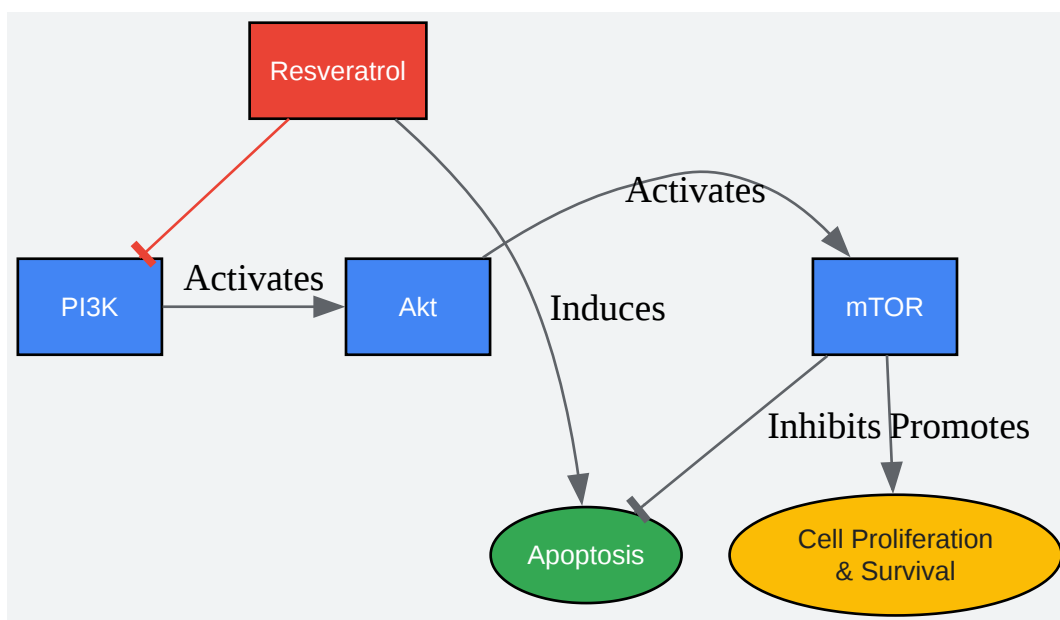 Resveratrol
Activates
PI3K
Activates
Akt
Induces
mTOR
Inhibits
Promotes
Apoptosis
Cell Proliferation
& Survival